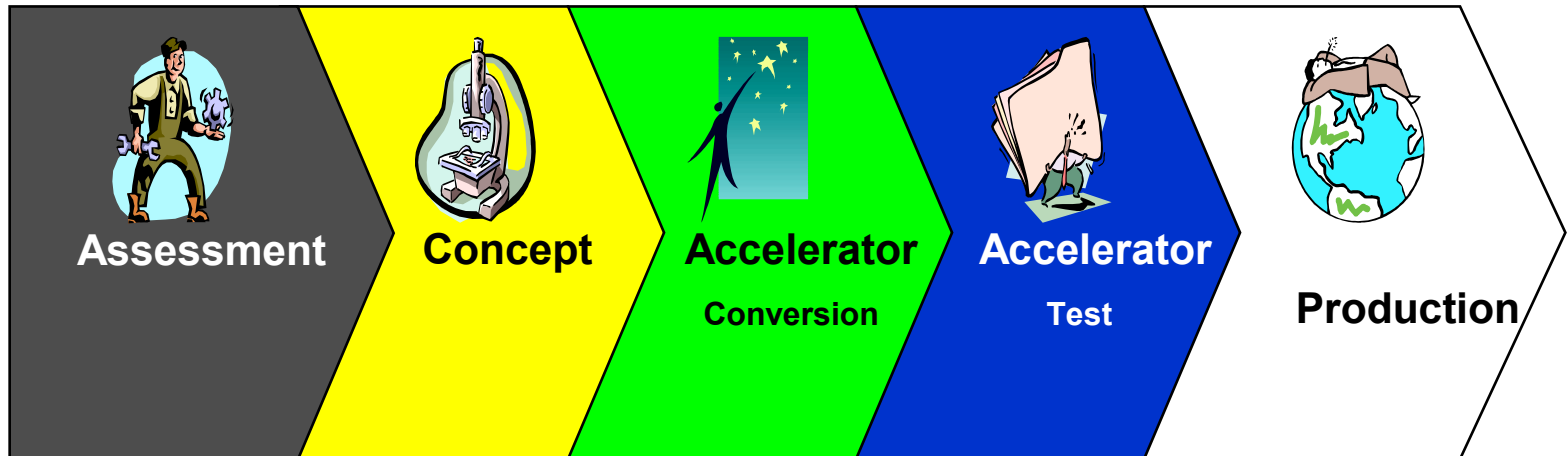 Assessment
Concept
Accelerator
Conversion
Accelerator
Test
Production